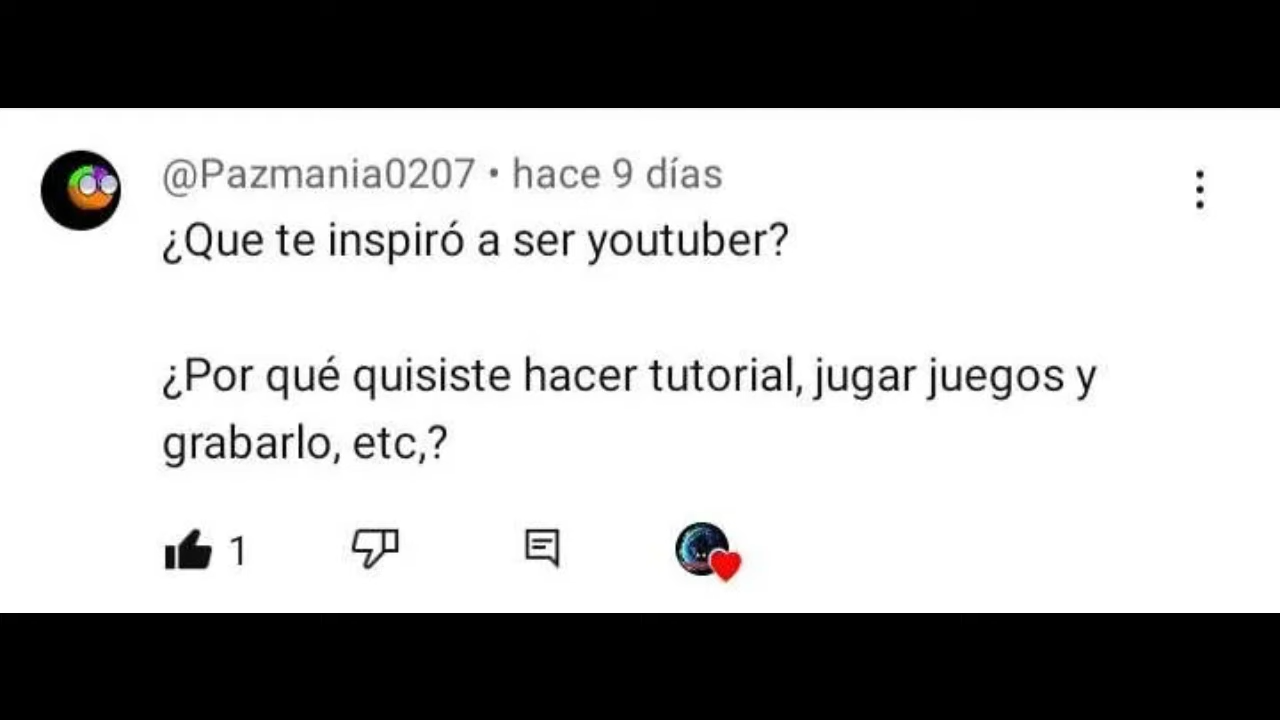 @Pazmania0207 • hace 9 días
¿Que te inspiró a ser youtuber?
¿Por qué quisiste hacer tutorial, jugar juegos y
grabarlo, etc,?
1